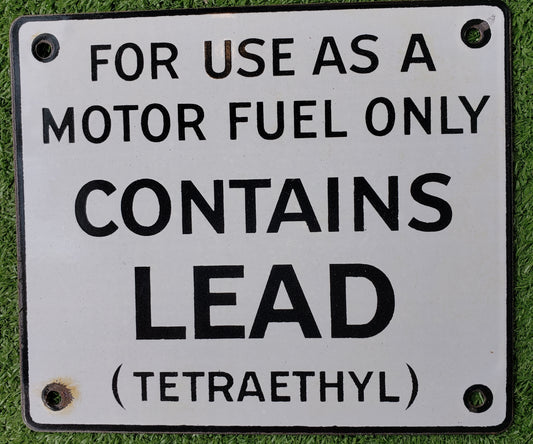 FOR USE AS A
MOTOR FUEL ONLY
CONTAINS
LEAD
(TETRAETHYL)